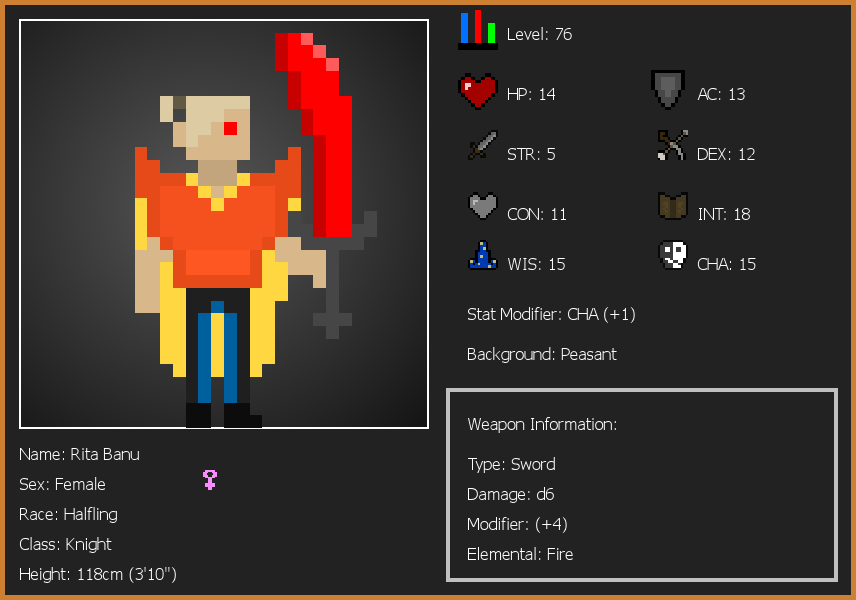 Level: 76
HP: 14
AC: 13
STR: 5
DEX: 12
CON: 11
INT: 18
WIS: 15
CHA: 15
Stat Modifier: CHA (+1)
Background: Peasant
Weapon Information:
Type: Sword
Damage: d6
Modifier: (+4)
Elemental: Fire
Name: Rita Banu
Sex: Female
Race: Halfling
Class: Knight
Height: 118cm (3'10")